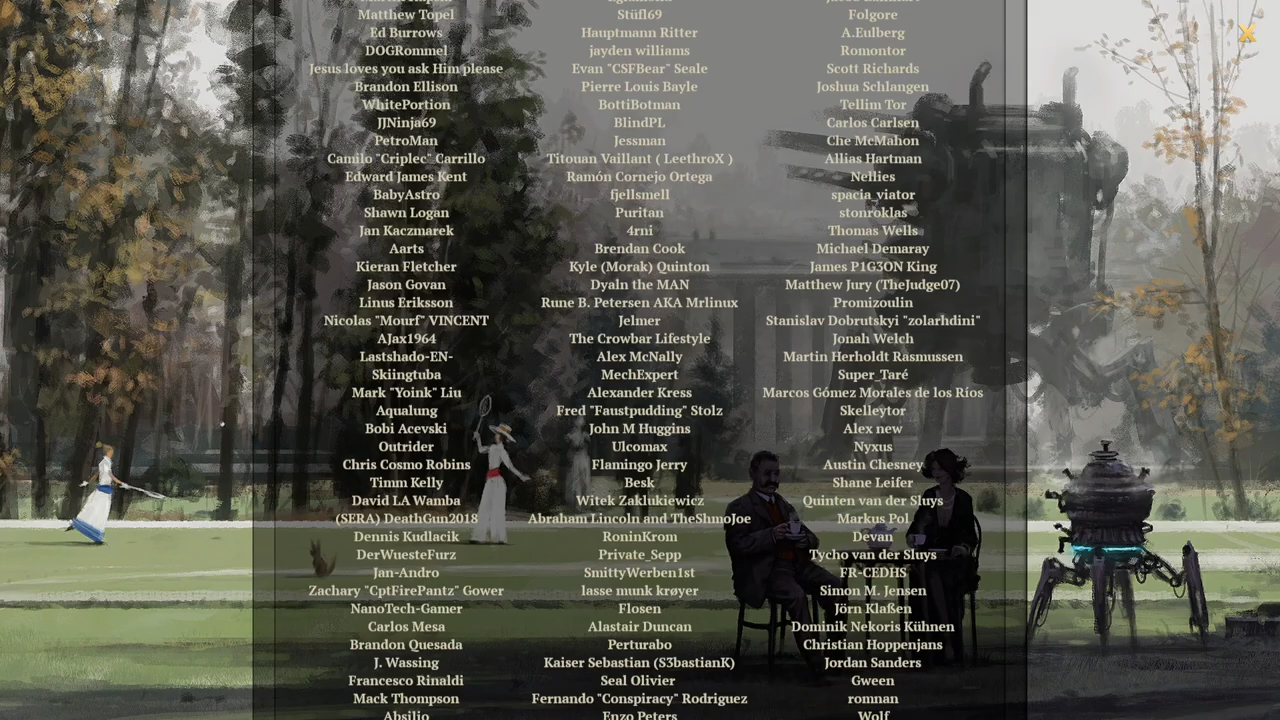 Matthew Topel
Ed Burrows
DOGRommel
Jesus loves you ask Him please
Brandon Ellison
WhitePortion
JJNinja69
PetroMan
Camilo "Criplec" Carrillo
Edward James Kent
BabyAstro
Shawn Logan
Jan Kaczmarek
Aarts
Kieran Fletcher
Jason Govan
Linus Eriksson
Nicolas "Mourf" VINCENT
AJax1964
Lastshado-EN-
Skiingtuba
Mark "Yoink" Liu
Aqualung
Bobi Acevski
Outrider
Chris Cosmo Robins
Timm Kelly
David LA Wamba
(SERA) DeathGun2018
Dennis Kudlacik
DerWuesteFurz
Jan-Andro
Zachary "CptFirePantz" Gower
NanoTech-Gamer
Carlos Mesa
Brandon Quesada
J. Wassing
Francesco Rinaldi
Mack Thompson
Absilio
Stüfl69
Hauptmann Ritter
jayden williams
Evan "CSFBear" Seale
Pierre Louis Bayle
BottiBotman
BlindPL
Jessman
Titouan Vaillant ( LeethroX )
Ramón Cornejo Ortega
fjellsmell
Puritan
4rni
Brendan Cook
Kyle (Morak) Quinton
Dyaln the MAN
Rune B. Petersen AKA Mrlinux
Jelmer
The Crowbar Lifestyle
Alex McNally
MechExpert
Alexander Kress
Fred "Faustpudding" Stolz
John M Huggins
Ulcomax
Flamingo Jerry
Besk
Witek Zaklukiewicz
Abraham Lincoln and TheShmoJoe
RoninKrom
Private_Sepp
SmittyWerben1st
lasse munk krøyer
Flosen
Alastair Duncan
Perturabo
Kaiser Sebastian (S3bastianK)
Seal Olivier
Fernando "Conspiracy" Rodriguez
Enzo Peters
Folgore
A.Eulberg
Romontor
Scott Richards
Joshua Schlangen
Tellim Tor
Carlos Carlsen
Che McMahon
Allias Hartman
Nellies
spacia_viator
stonroklas
Thomas Wells
Michael Demaray
James P1G3ON King
Matthew Jury (TheJudge07)
Promizoulin
Stanislav Dobrutskyi "zolarhdini"
Jonah Welch
Martin Herholdt Rasmussen
Super_Taré
Marcos Gómez Morales de los Ríos
Skelleytor
Alex new
Nyxus
Austin Chesney
Shane Leifer
Quinten van der Sluys
Markus Pol
Devan
Tycho van der Sluys
FR-CEDHS
Simon M. Jensen
Jörn Klaßen
Dominik Nekoris Kühnen
Christian Hoppenjans
Jordan Sanders
Gween
romnan
Wolf